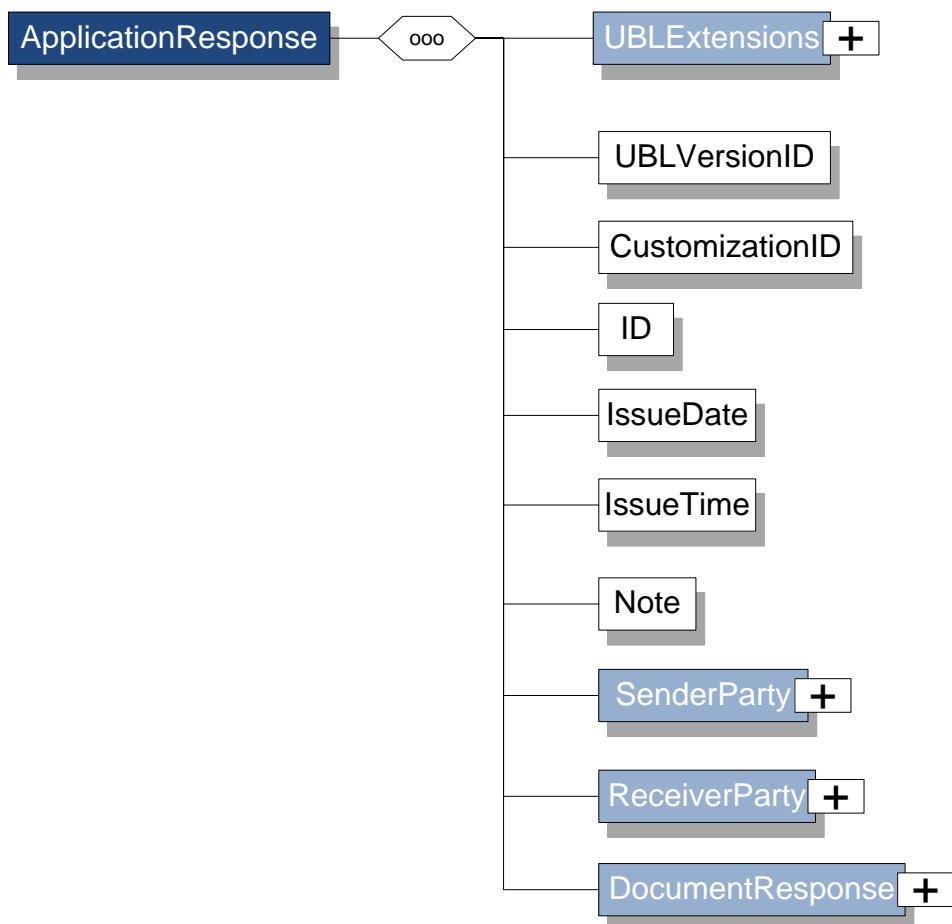 ApplicationResponse
ooo
UBLExtensions +
UBLVersionID
CustomizationID
ID
IssueDate
IssueTime
Note
SenderParty +
ReceiverParty +
DocumentResponse +